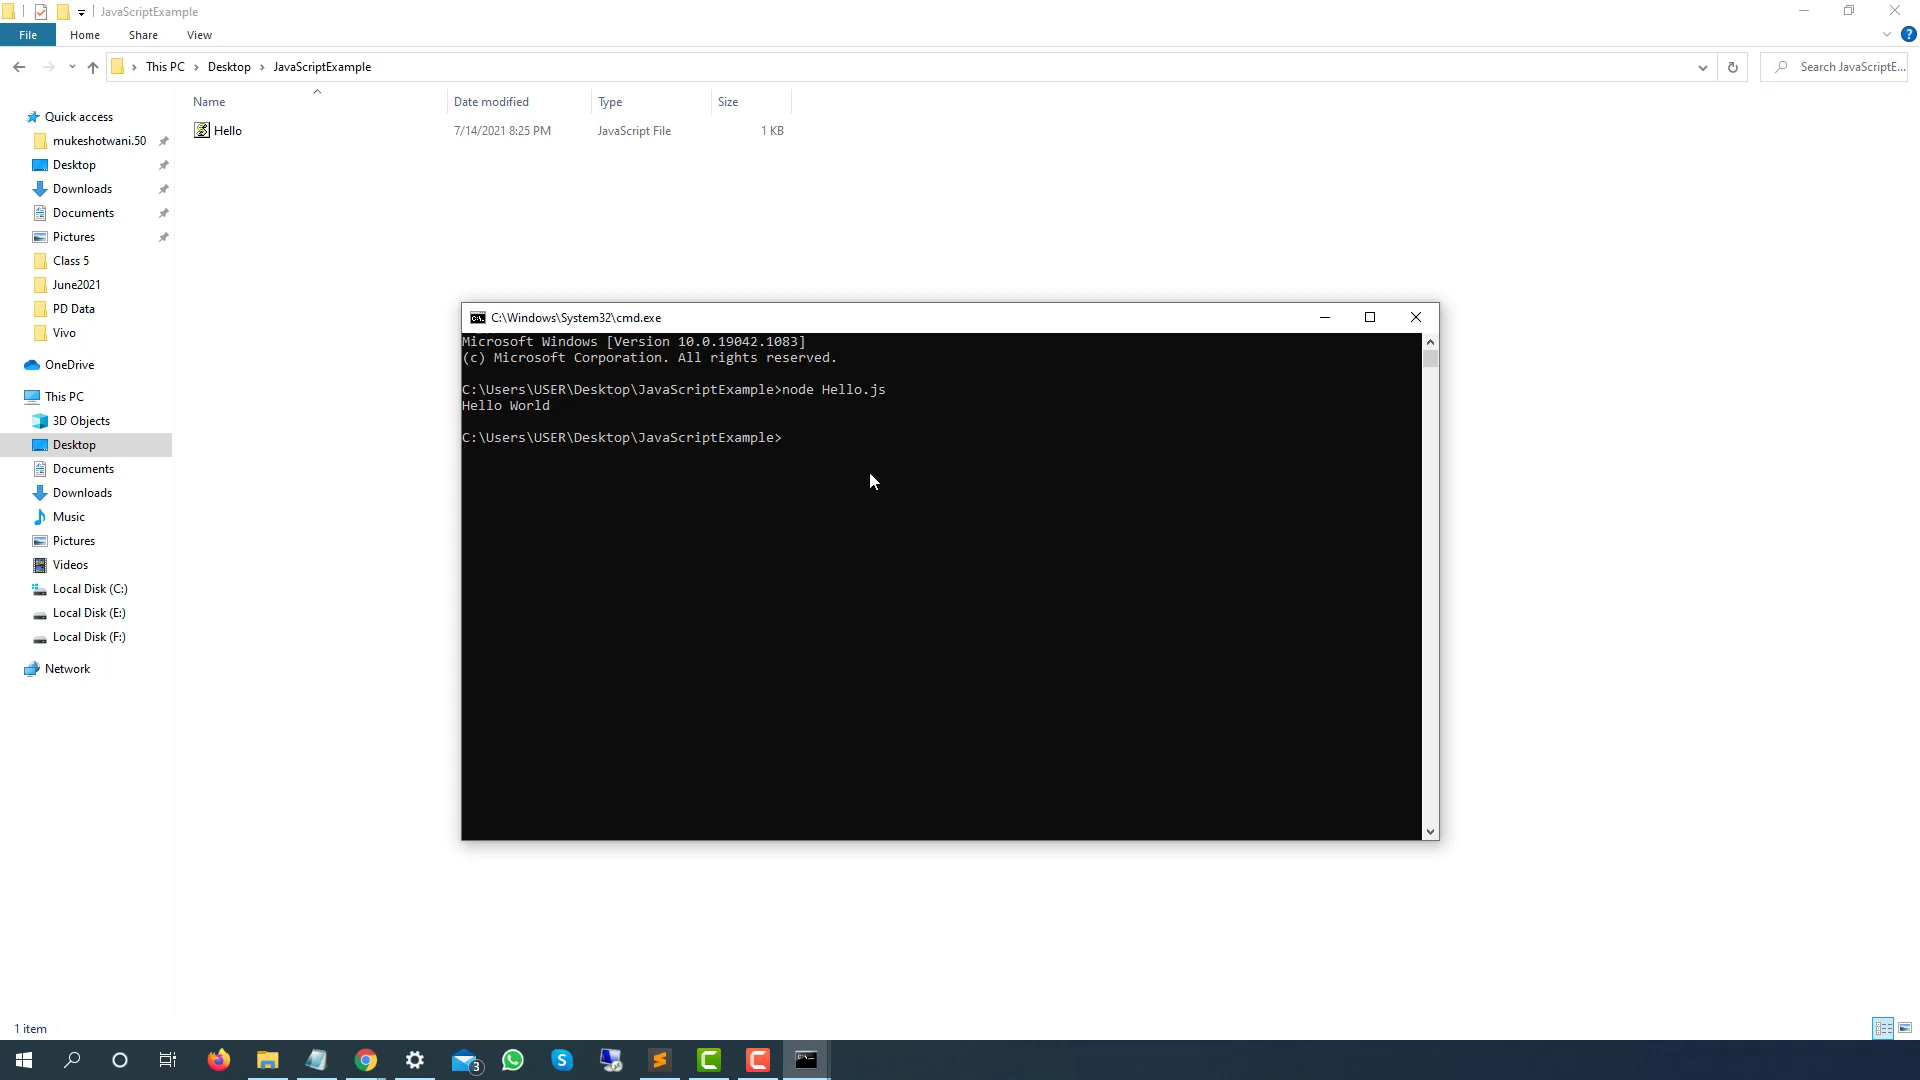 JavaScriptExample
File Home Share View
This PC Desktop JavaScriptExample
Search JavaScriptE...
Name Date modified Type Size
Hello 7/14/2021 8:25 PM JavaScript File 1 KB
Quick access
mukeshotwani.50
Desktop
Downloads
Documents
Pictures
Class 5
June2021
PD Data
Vivo
OneDrive
This PC
3D Objects
Desktop
Documents
Downloads
Music
Pictures
Videos
Local Disk (C:)
Local Disk (E:)
Local Disk (F:)
Network
C:\Windows\System32\cmd.exe
Microsoft Windows [Version 10.0.19042.1083]
(c) Microsoft Corporation. All rights reserved.
C:\Users\USER\Desktop\JavaScriptExample>node Hello.js
Hello World
C:\Users\USER\Desktop\JavaScriptExample>
1 item
3